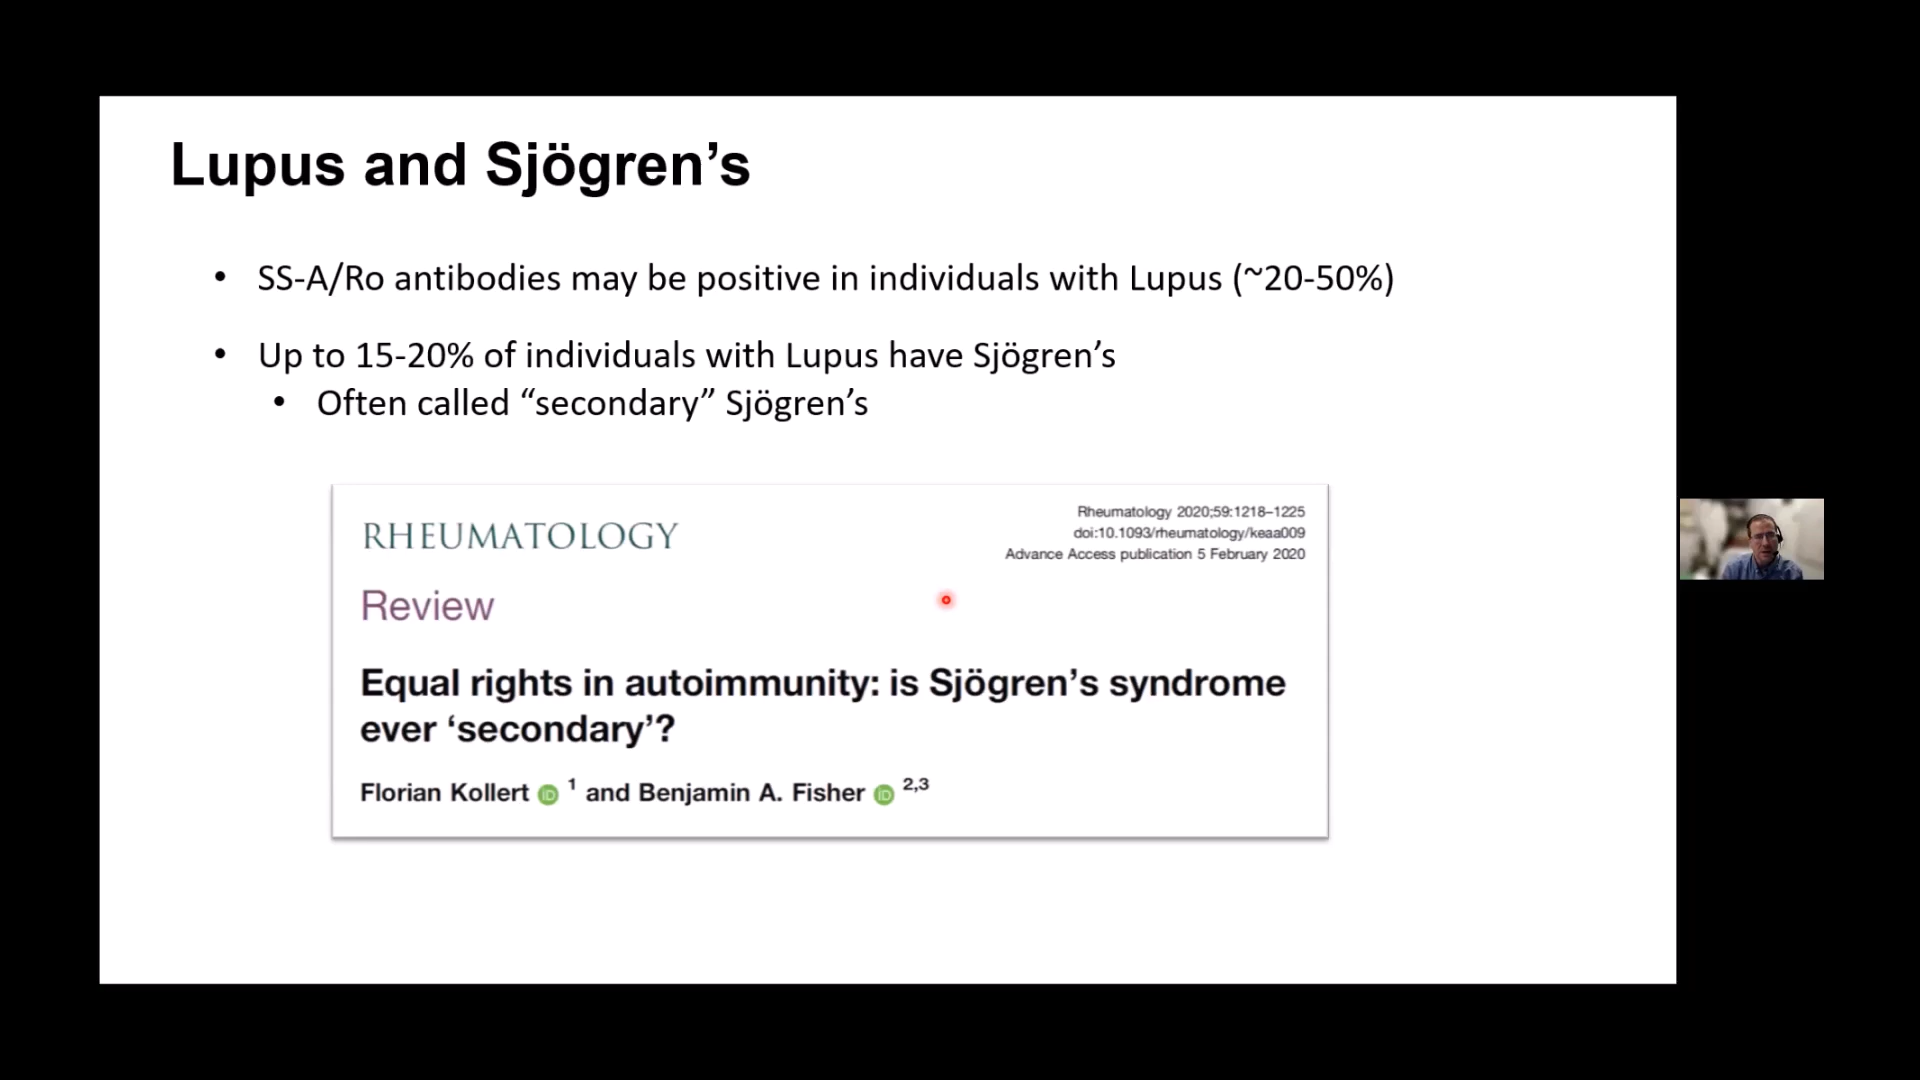 Lupus and Sjögren’s
• SS-A/Ro antibodies may be positive in individuals with Lupus (~20-50%)
• Up to 15-20% of individuals with Lupus have Sjögren’s
• Often called “secondary” Sjögren’s
RHEUMATOLOGY
Rheumatology 2020;59:1218–1225
doi:10.1093/rheumatology/keaa009
Advance Access publication 5 February 2020
Review
Equal rights in autoimmunity: is Sjögren’s syndrome
ever ‘secondary’?
Florian Kollert iD 1 and Benjamin A. Fisher iD 2,3